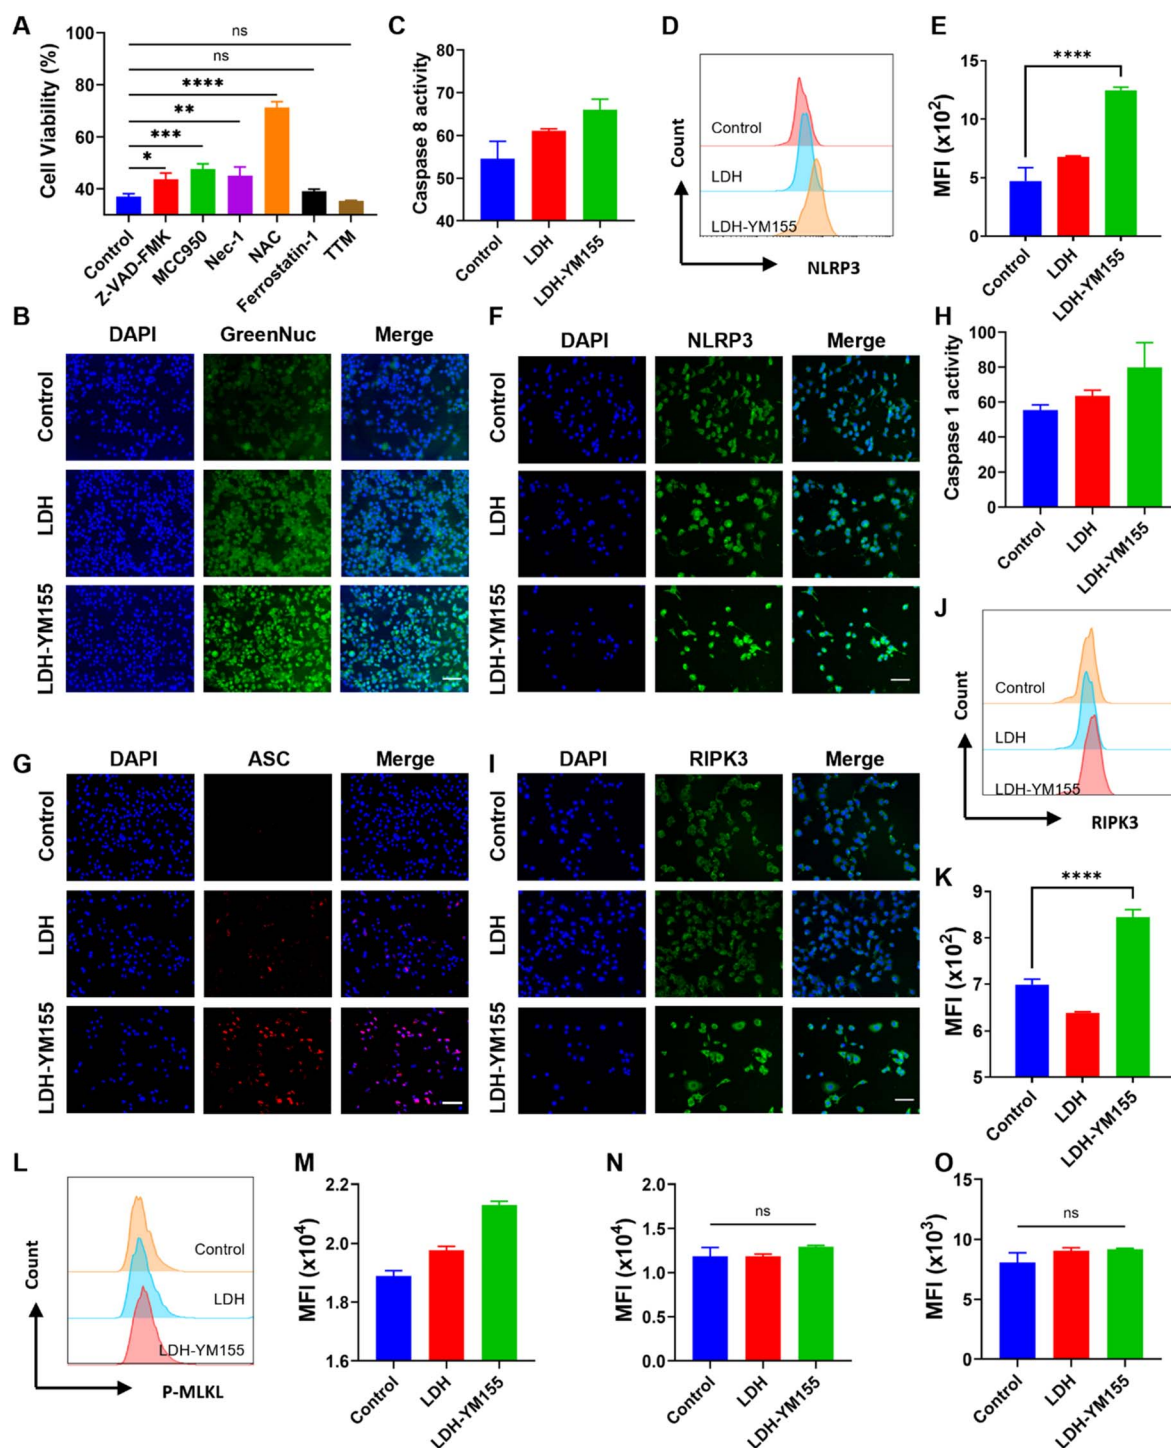 A
Cell Viability (%)
100
80
60
40
ns
ns
****
**
***
*
Control
Z-VAD-FMK
MCC950
Nec-1
NAC
Ferrostatin-1
TTM
C
Caspase 8 activity
80
70
60
50
40
Control
LDH
LDH-YM155
D
Count
Control
LDH
LDH-YM155
NLRP3
E
MFI (x10²)
15
10
5
0
****
Control
LDH
LDH-YM155
B
DAPI GreenNuc Merge
Control
LDH
LDH-YM155
F
DAPI NLRP3 Merge
Control
LDH
LDH-YM155
H
Caspase 1 activity
100
80
60
40
20
0
Control
LDH
LDH-YM155
G
DAPI ASC Merge
Control
LDH
LDH-YM155
I
DAPI RIPK3 Merge
Control
LDH
LDH-YM155
J
Count
Control
LDH
LDH-YM155
RIPK3
K
MFI (x10²)
9
8
7
6
5
****
Control
LDH
LDH-YM155
L
Count
Control
LDH
LDH-YM155
P-MLKL
M
MFI (x10⁴)
2.2
2.0
1.8
1.6
Control
LDH
LDH-YM155
N
MFI (x10⁴)
2.0
1.5
1.0
0.5
0.0
ns
Control
LDH
LDH-YM155
O
MFI (x10³)
15
10
5
0
ns
Control
LDH
LDH-YM155